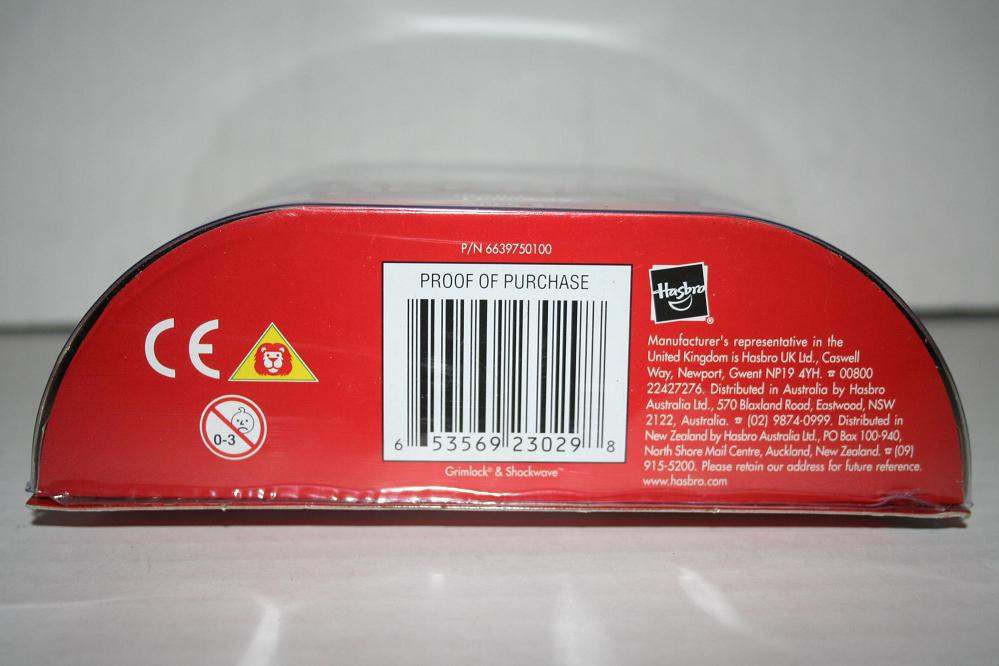 P/N 6639750100
PROOF OF PURCHASE
6 53569 23029 8
Grimlock® & Shockwave™
CE
0-3
Hasbro®
Manufacturer's representative in the
United Kingdom is Hasbro UK Ltd., Caswell
Way, Newport, Gwent NP19 4YH. ☎ 00800
22427276. Distributed in Australia by Hasbro
Australia Ltd., 570 Blaxland Road, Eastwood, NSW
2122, Australia. ☎ (02) 9874-0999. Distributed in
New Zealand by Hasbro Australia Ltd., PO Box 100-940,
North Shore Mail Centre, Auckland, New Zealand. ☎ (09)
915-5200. Please retain our address for future reference.
www.hasbro.com